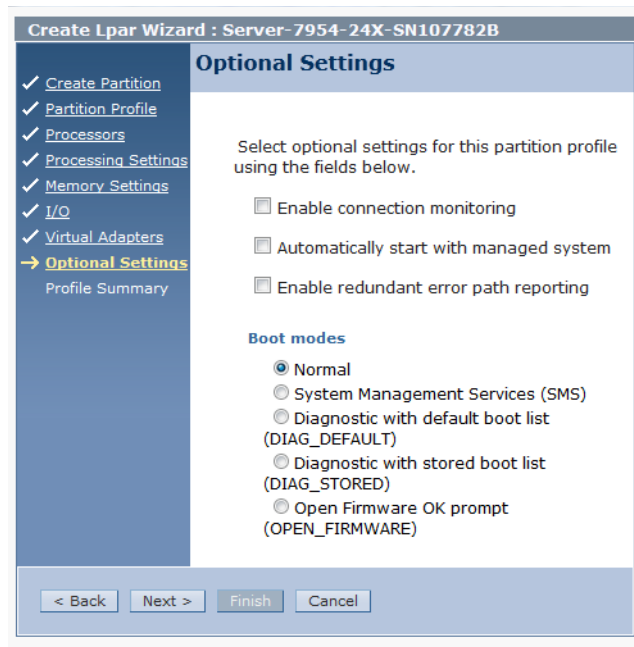 Create Lpar Wizard : Server-7954-24X-SN107782B
Create Partition
Partition Profile
Processors
Processing Settings
Memory Settings
I/O
Virtual Adapters
Optional Settings
Profile Summary
Optional Settings
Select optional settings for this partition profile
using the fields below.
Enable connection monitoring
Automatically start with managed system
Enable redundant error path reporting
Boot modes
Normal
System Management Services (SMS)
Diagnostic with default boot list
(DIAG_DEFAULT)
Diagnostic with stored boot list
(DIAG_STORED)
Open Firmware OK prompt
(OPEN_FIRMWARE)
< Back
Next >
Finish
Cancel